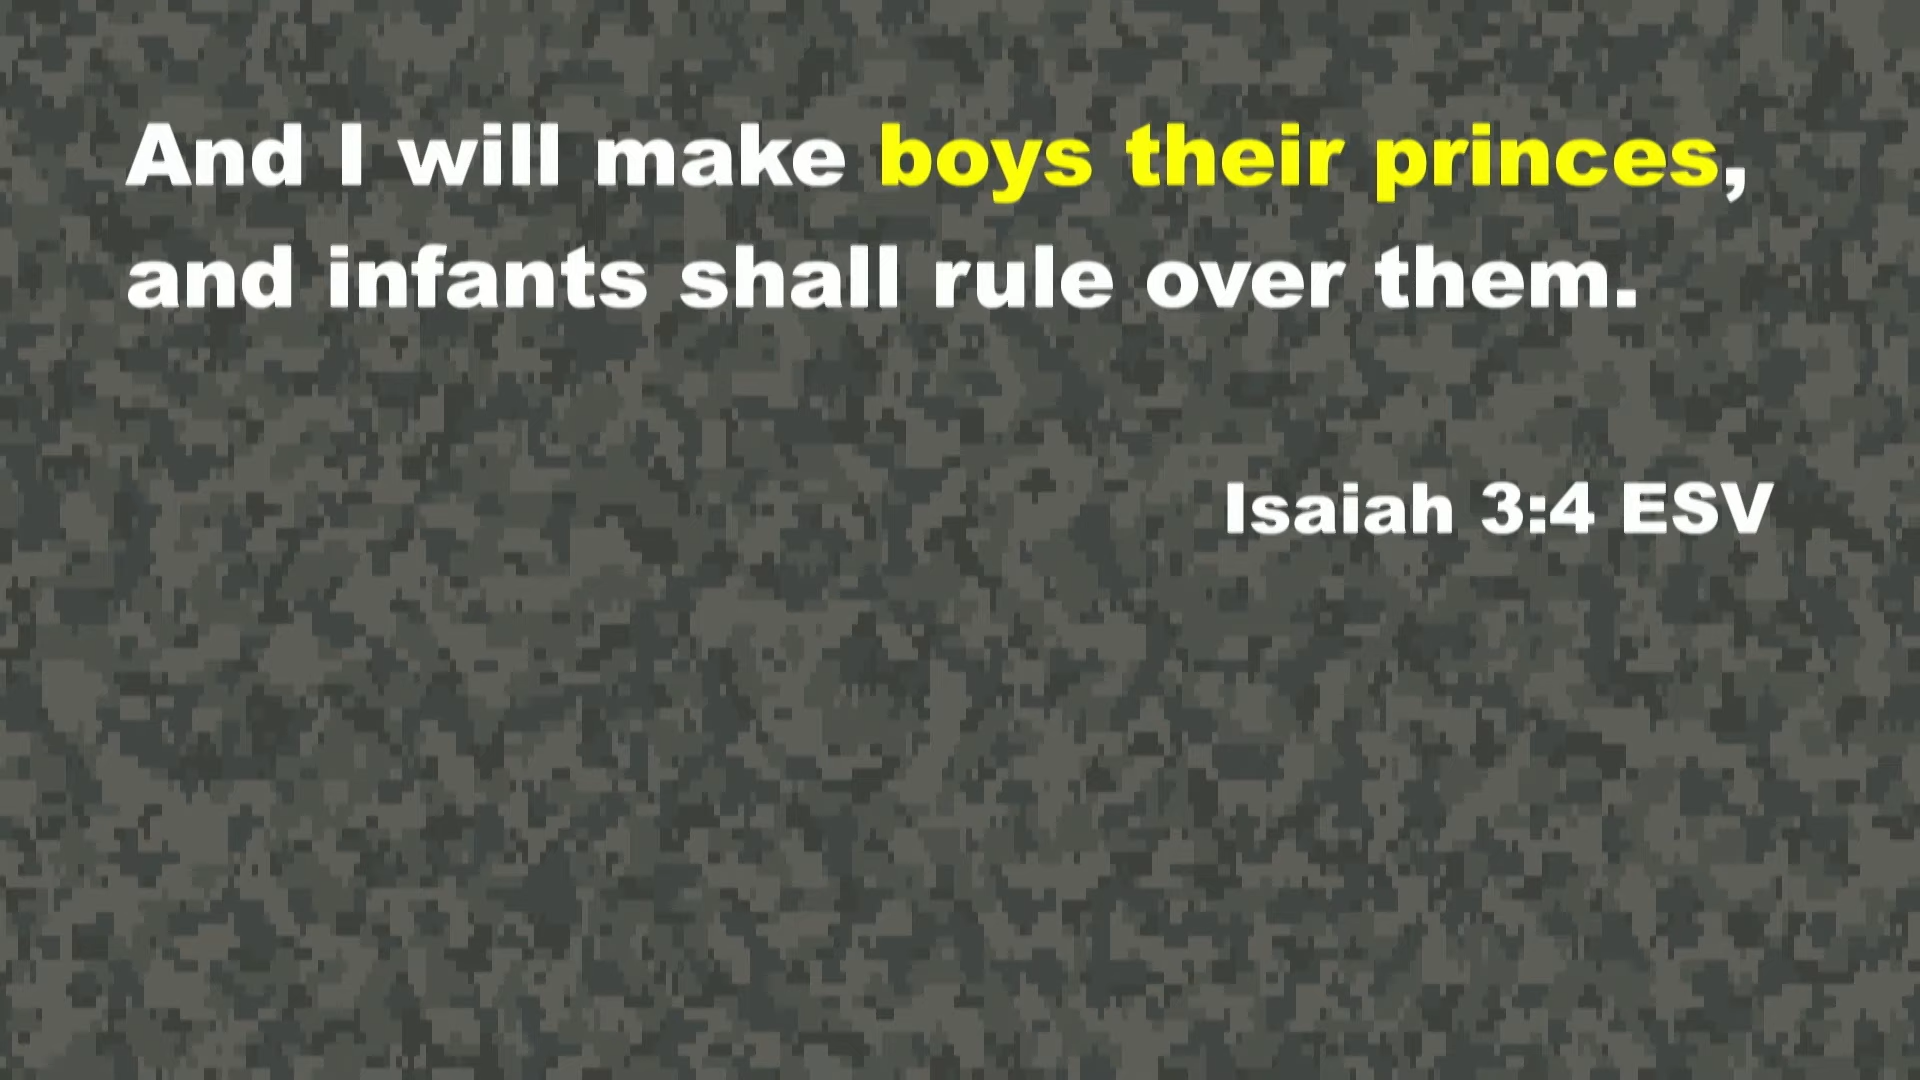 And I will make boys their princes,
and infants shall rule over them.
Isaiah 3:4 ESV